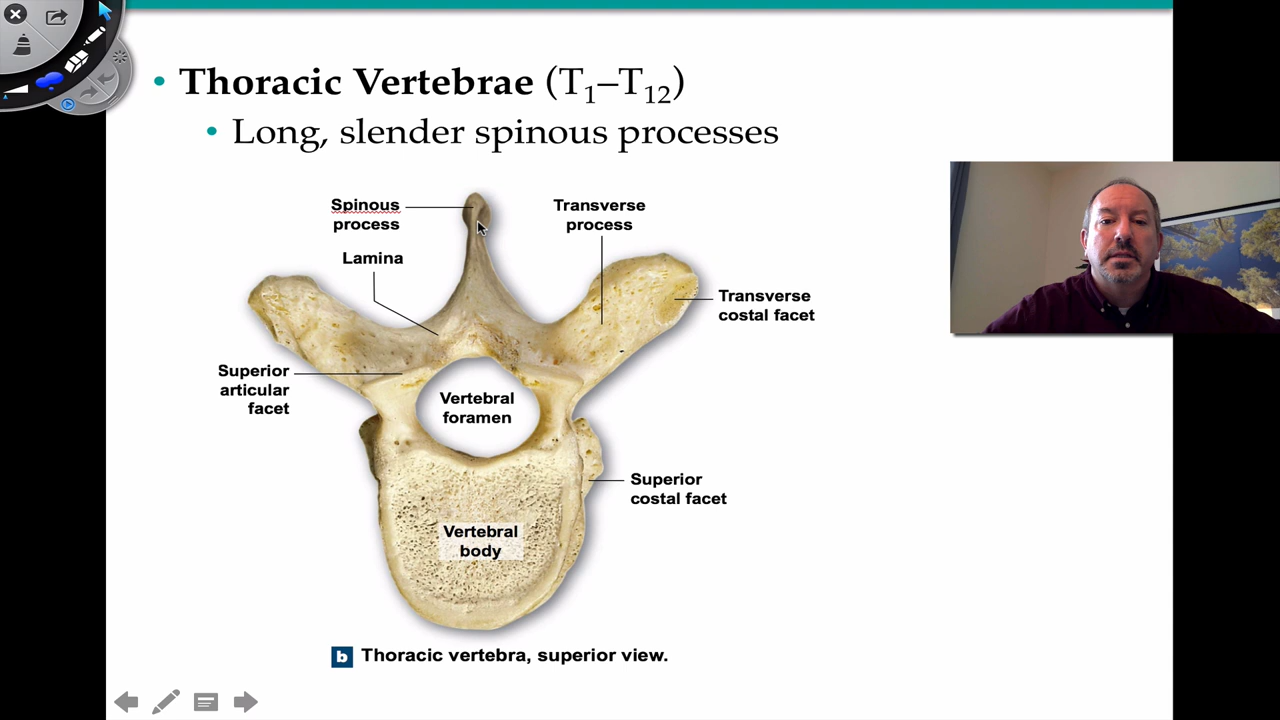 • Thoracic Vertebrae (T1–T12)
• Long, slender spinous processes
Spinous
process
Transverse
process
Lamina
Transverse
costal facet
Superior
articular
facet
Vertebral
foramen
Superior
costal facet
Vertebral
body
b Thoracic vertebra, superior view.